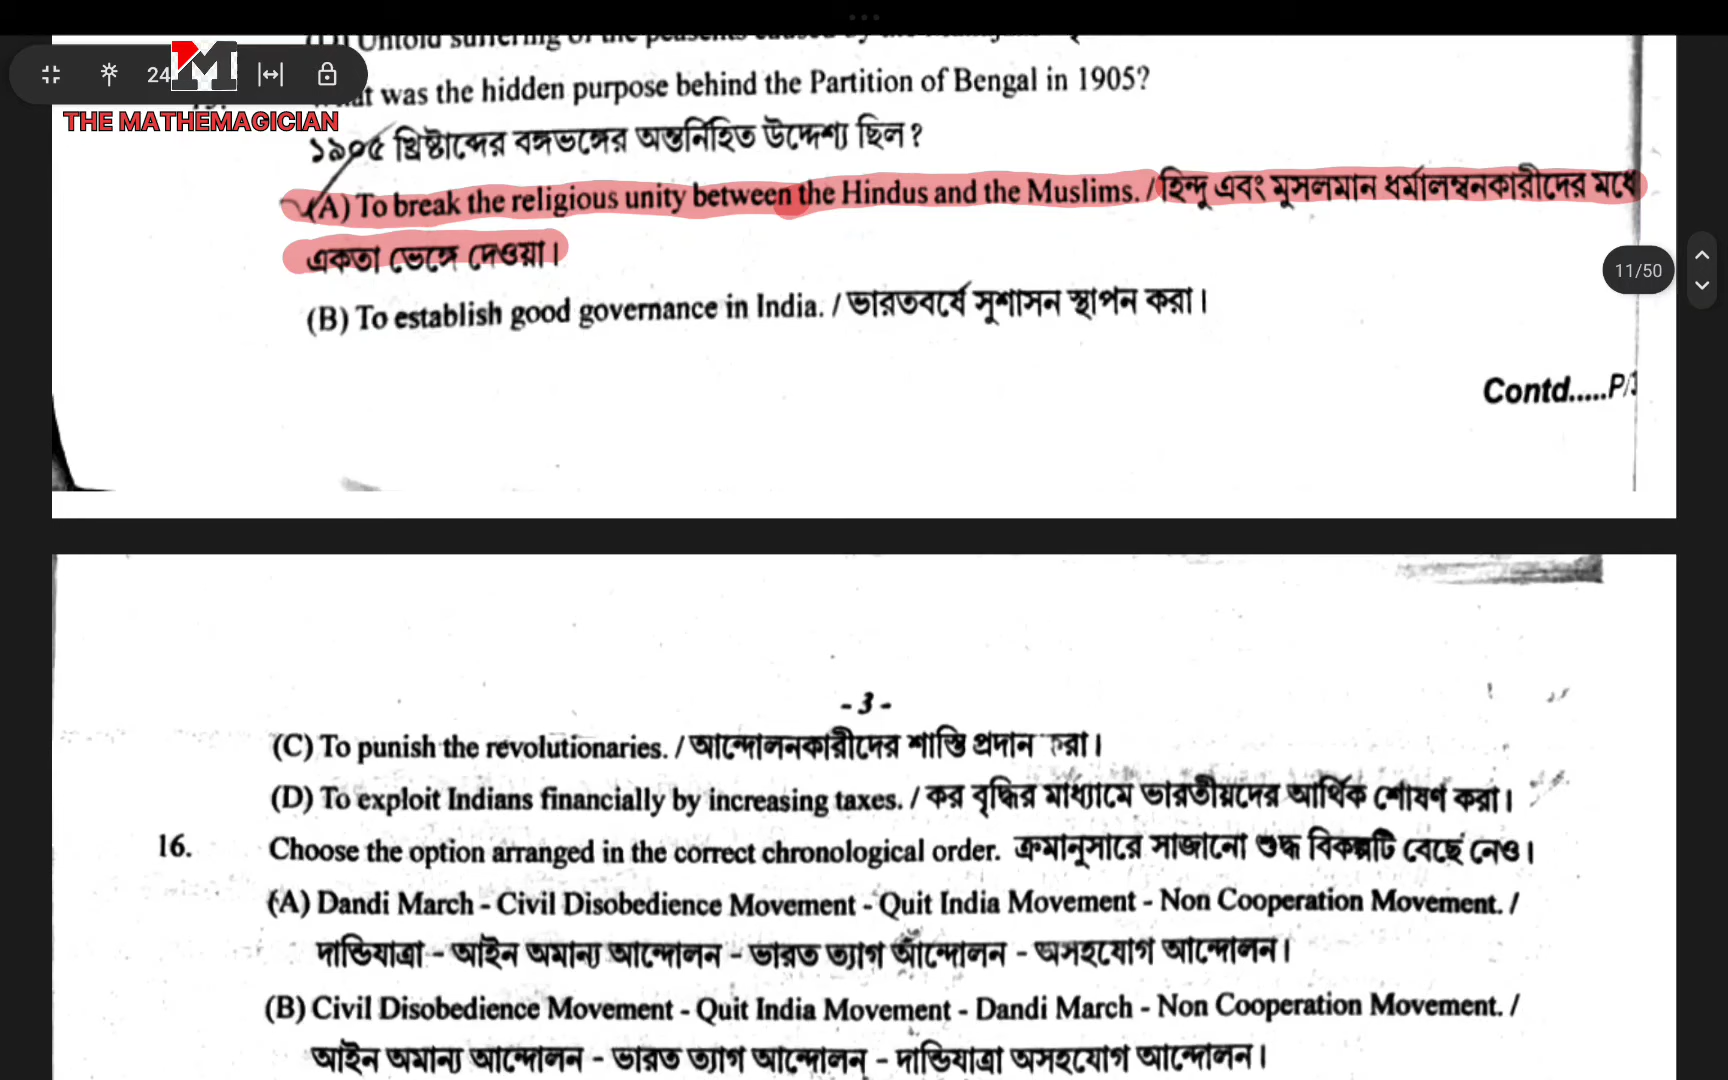 24
THE MATHEMAGICIAN
was the hidden purpose behind the Partition of Bengal in 1905?
১৯০৫ খ্রিষ্টাব্দের বঙ্গভঙ্গের অন্তর্নিহিত উদ্দেশ্য ছিল?
(A) To break the religious unity between the Hindus and the Muslims. / হিন্দু এবং মুসলমান ধর্মালম্বনকারীদের মধ্যে
একতা ভেঙ্গে দেওয়া।
11/50
(B) To establish good governance in India. / ভারতবর্ষে সুশাসন স্থাপন করা।
Contd.....P/
- 3 -
(C) To punish the revolutionaries. / আন্দোলনকারীদের শাস্তি প্রদান করা।
(D) To exploit Indians financially by increasing taxes. / কর বৃদ্ধির মাধ্যমে ভারতীয়দের আর্থিক শোষণ করা।
16. Choose the option arranged in the correct chronological order. ক্রমানুসারে সাজানো শুদ্ধ বিকল্পটি বেছে নেও।
(A) Dandi March - Civil Disobedience Movement - Quit India Movement - Non Cooperation Movement. /
দান্ডিযাত্রা - আইন অমান্য আন্দোলন - ভারত ত্যাগ আন্দোলন - অসহযোগ আন্দোলন।
(B) Civil Disobedience Movement - Quit India Movement - Dandi March - Non Cooperation Movement. /
আইন অমান্য আন্দোলন - ভারত ত্যাগ আন্দোলন - দান্ডিযাত্রা অসহযোগ আন্দোলন।